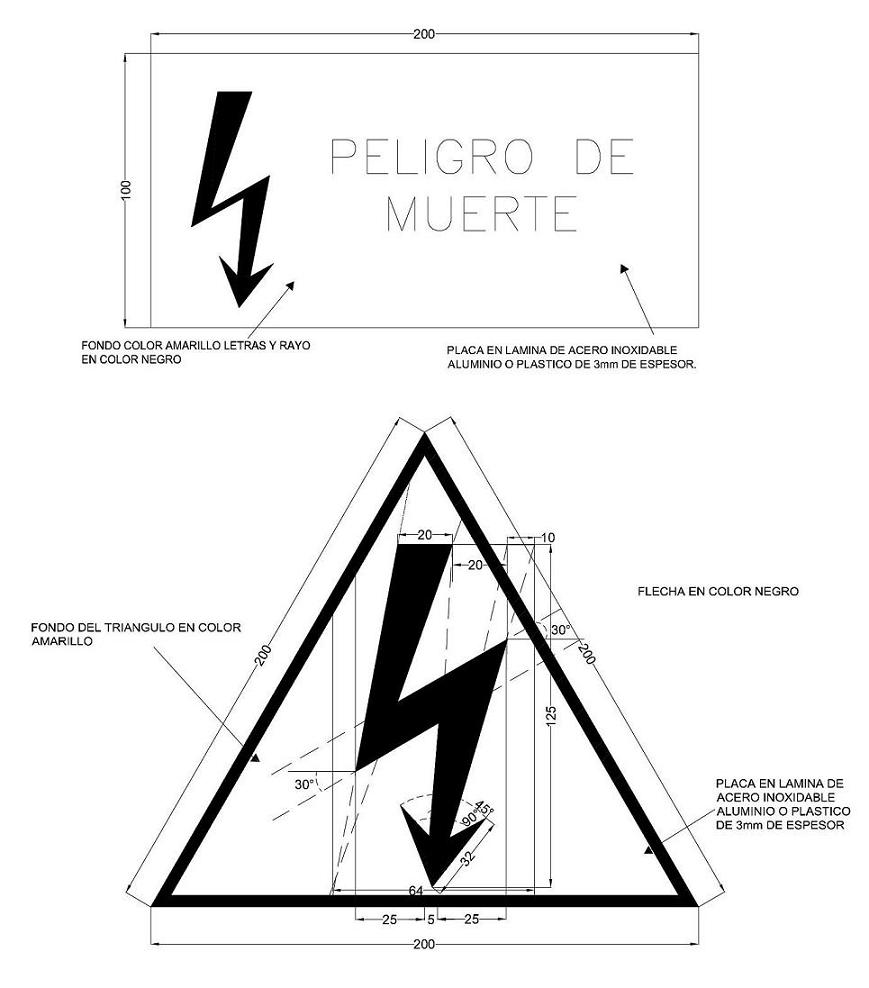 200
100
PELIGRO DE
MUERTE
FONDO COLOR AMARILLO LETRAS Y RAYO
EN COLOR NEGRO
PLACA EN LAMINA DE ACERO INOXIDABLE
ALUMINIO O PLASTICO DE 3mm DE ESPESOR.
20
10
20
FLECHA EN COLOR NEGRO
FONDO DEL TRIANGULO EN COLOR
AMARILLO
30°
200
200
125
30°
PLACA EN LAMINA DE
ACERO INOXIDABLE
ALUMINIO O PLASTICO
DE 3mm DE ESPESOR
45°
90°
32
64
25
5
25
200